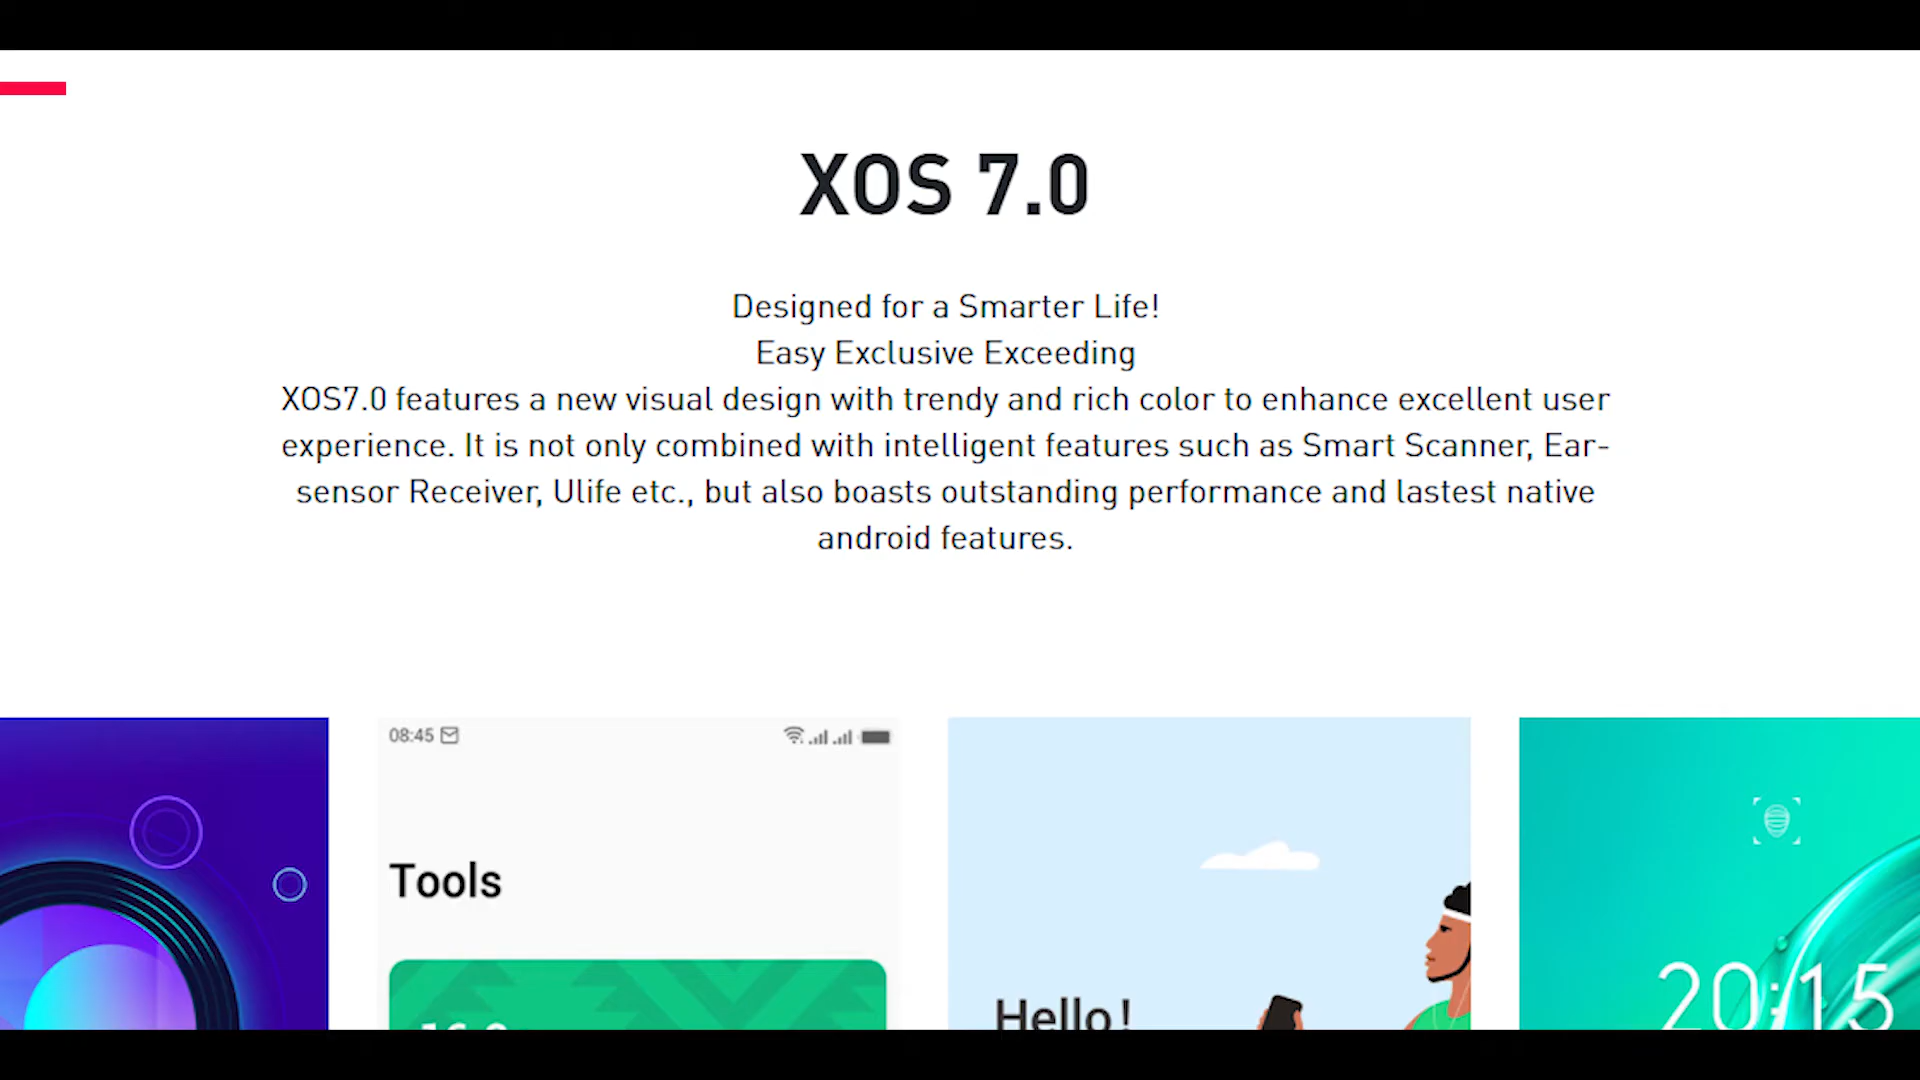 XOS 7.0
Designed for a Smarter Life!
Easy Exclusive Exceeding
XOS7.0 features a new visual design with trendy and rich color to enhance excellent user
experience. It is not only combined with intelligent features such as Smart Scanner, Ear-
sensor Receiver, Ulife etc., but also boasts outstanding performance and lastest native
android features.
08:45
Tools
Hello!
20:15